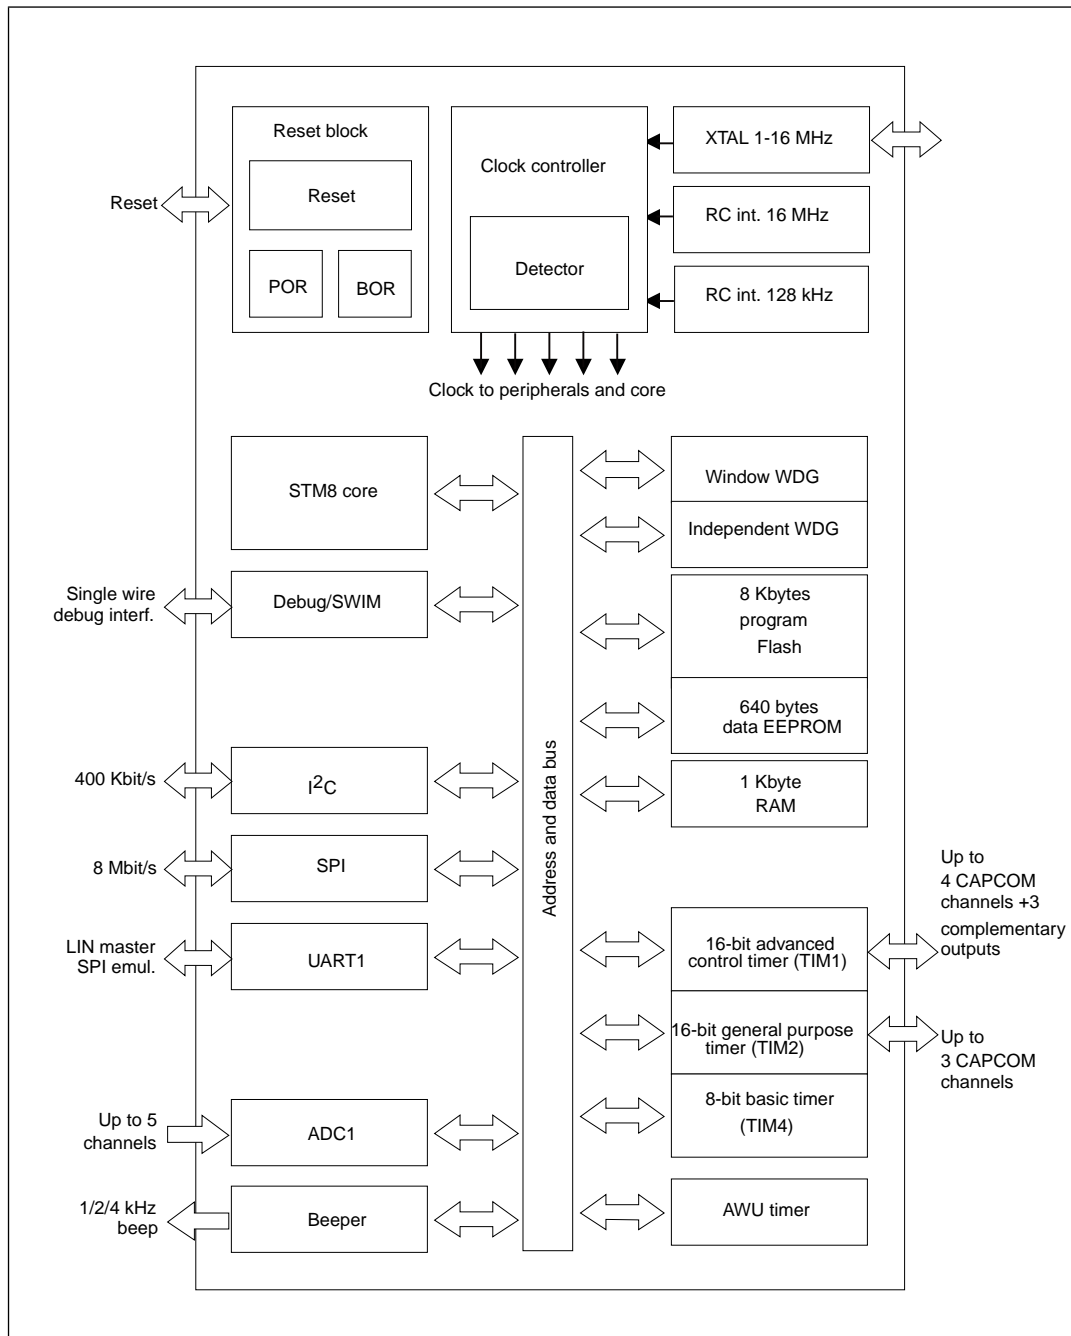 Reset block
Reset
POR
BOR
Reset
Clock controller
Detector
XTAL 1-16 MHz
RC int. 16 MHz
RC int. 128 kHz
Clock to peripherals and core
STM8 core
Single wire
debug interf.
Debug/SWIM
400 Kbit/s
I²C
8 Mbit/s
SPI
LIN master
SPI emul.
UART1
Up to 5
channels
ADC1
1/2/4 kHz
beep
Beeper
Address and data bus
Window WDG
Independent WDG
8 Kbytes
program
Flash
640 bytes
data EEPROM
1 Kbyte
RAM
16-bit advanced
control timer (TIM1)
Up to
4 CAPCOM
channels +3
complementary
outputs
16-bit general purpose
timer (TIM2)
Up to
3 CAPCOM
channels
8-bit basic timer
(TIM4)
AWU timer